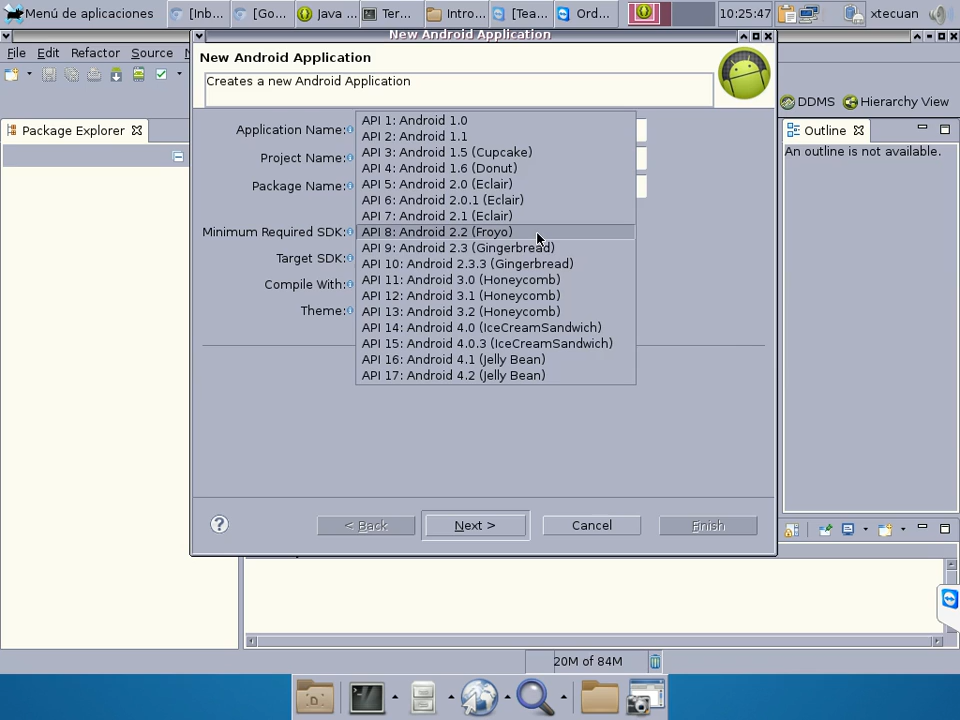 Menú de aplicaciones
[Inb...
[Go...
Java ...
Ter...
Intro...
[Tea...
Ord...
10:25:47
xtecuan
New Android Application
File Edit Refactor Source
New Android Application
Creates a new Android Application
DDMS
Hierarchy View
Package Explorer
Outline
An outline is not available.
Application Name:
Project Name:
Package Name:
Minimum Required SDK:
Target SDK:
Compile With:
Theme:
API 1: Android 1.0
API 2: Android 1.1
API 3: Android 1.5 (Cupcake)
API 4: Android 1.6 (Donut)
API 5: Android 2.0 (Eclair)
API 6: Android 2.0.1 (Eclair)
API 7: Android 2.1 (Eclair)
API 8: Android 2.2 (Froyo)
API 9: Android 2.3 (Gingerbread)
API 10: Android 2.3.3 (Gingerbread)
API 11: Android 3.0 (Honeycomb)
API 12: Android 3.1 (Honeycomb)
API 13: Android 3.2 (Honeycomb)
API 14: Android 4.0 (IceCreamSandwich)
API 15: Android 4.0.3 (IceCreamSandwich)
API 16: Android 4.1 (Jelly Bean)
API 17: Android 4.2 (Jelly Bean)
?
< Back
Next >
Cancel
Finish
20M of 84M